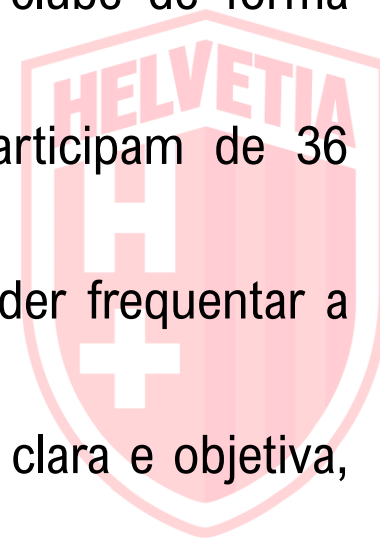 clube de forma
HELVETIA
articipam de 36
H
der frequentar a
clara e objetiva,